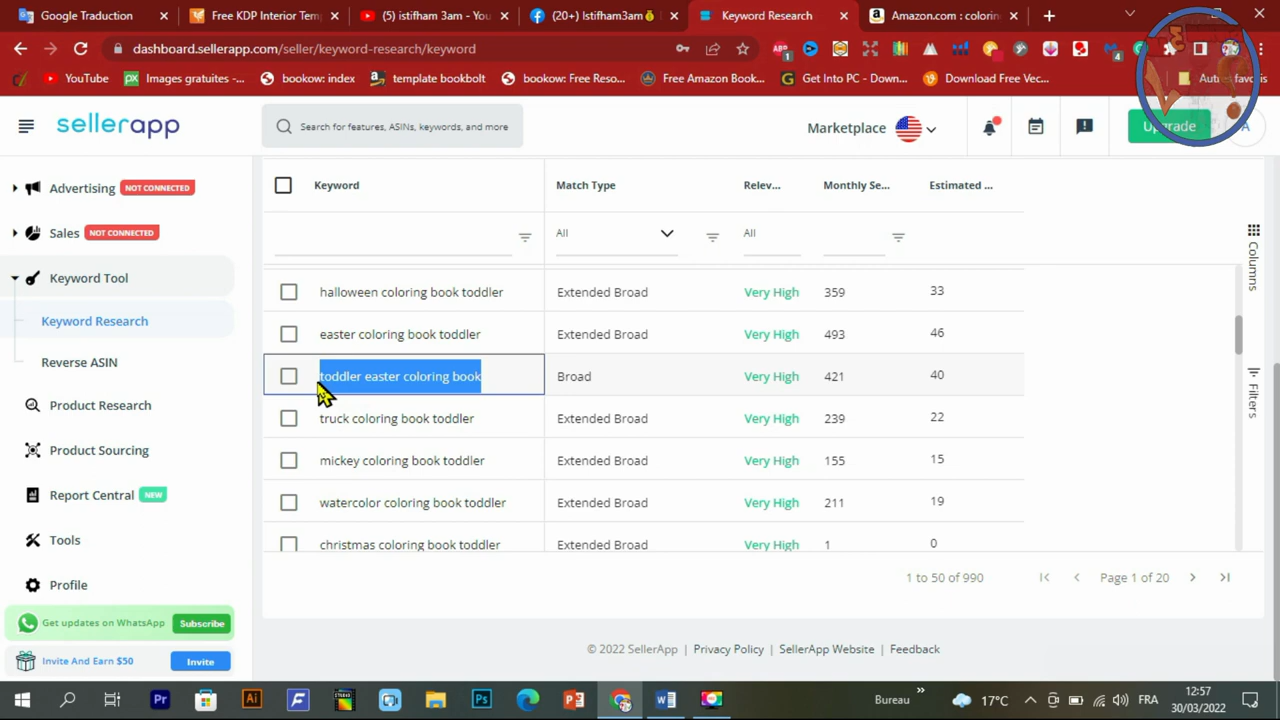 Google Traduction
Free KDP Interior Tem
(5) istifham 3am - You
(20+) Istifham3am
Keyword Research
Amazon.com : colorin
dashboard.sellerapp.com/seller/keyword-research/keyword
YouTube
Images gratuites - ...
bookow: index
template bookbolt
bookow: Free Reso...
Free Amazon Book...
Get Into PC - Down...
Download Free Vec...
Autres favoris
sellerapp
Search for features, ASINs, keywords, and more
Marketplace
Upgrade
A
Advertising NOT CONNECTED
Sales NOT CONNECTED
Keyword Tool
Keyword Research
Reverse ASIN
Product Research
Product Sourcing
Report Central NEW
Tools
Profile
Get updates on WhatsApp Subscribe
Invite And Earn $50 Invite
Keyword Match Type Relev... Monthly Se... Estimated ...
All All
halloween coloring book toddler Extended Broad Very High 359 33
easter coloring book toddler Extended Broad Very High 493 46
toddler easter coloring book Broad Very High 421 40
truck coloring book toddler Extended Broad Very High 239 22
mickey coloring book toddler Extended Broad Very High 155 15
watercolor coloring book toddler Extended Broad Very High 211 19
christmas coloring book toddler Extended Broad Very High 1 0
Columns
Filters
1 to 50 of 990 Page 1 of 20
© 2022 SellerApp | Privacy Policy | SellerApp Website | Feedback
Bureau
17°C
FRA
12:57
30/03/2022